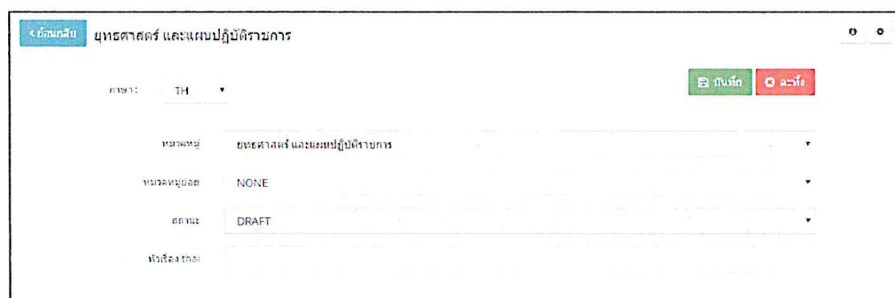 < ย้อนกลับ ยุทธศาสตร์ และแผนปฏิบัติราชการ
ภาษา : TH
บันทึก ละทิ้ง
หมวดหมู่ ยุทธศาสตร์ และแผนปฏิบัติราชการ
หมวดหมู่ย่อย NONE
สถานะ DRAFT
หัวเรื่อง thai